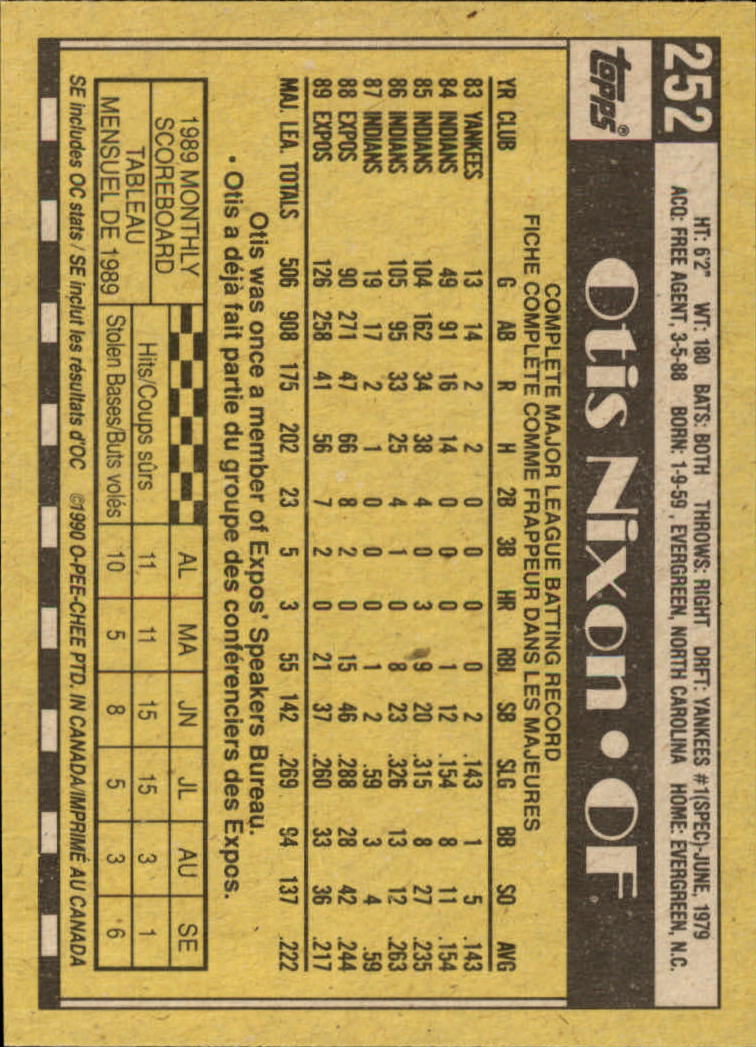 252
HT: 6'2" WT: 180 BATS: BOTH THROWS: RIGHT DRFT: YANKEES #1(SPEC)-JUNE, 1979
ACQ: FREE AGENT, 3-5-88 BORN: 1-9-59, EVERGREEN, NORTH CAROLINA HOME: EVERGREEN, N.C.
topps® Otis Nixon • OF
COMPLETE MAJOR LEAGUE BATTING RECORD
FICHE COMPLÈTE COMME FRAPPEUR DANS LES MAJEURES
YR CLUB G AB R H 2B 3B HR RBI SB SLG BB SO AVG
83 YANKEES 13 14 2 2 0 0 0 0 2 .143 1 5 .143
84 INDIANS 49 91 16 14 0 0 0 1 12 .154 8 11 .154
85 INDIANS 104 162 34 38 4 0 3 9 20 .315 8 27 .235
86 INDIANS 105 95 33 25 4 1 0 8 23 .326 13 12 .263
87 INDIANS 19 17 2 1 0 0 0 1 2 .59 3 4 .59
88 EXPOS 90 271 47 66 8 2 0 15 46 .288 28 42 .244
89 EXPOS 126 258 41 56 7 2 0 21 37 .260 33 36 .217
MAJ. LEA. TOTALS 506 908 175 202 23 5 3 55 142 .269 94 137 .222
Otis was once a member of Expos' Speakers Bureau.
• Otis a déjà fait partie du groupe des conférenciers des Expos.
1989 MONTHLY
SCOREBOARD
TABLEAU
MENSUEL DE 1989
AL MA JN JL AU SE
Hits/Coups sûrs 11 11 15 15 3 1
Stolen Bases/Buts volés 10 5 8 5 3 6
SE includes OC stats / SE inclut les résultats d'OC ©1990 O-PEE-CHEE PTD. IN CANADA/IMPRIMÉ AU CANADA